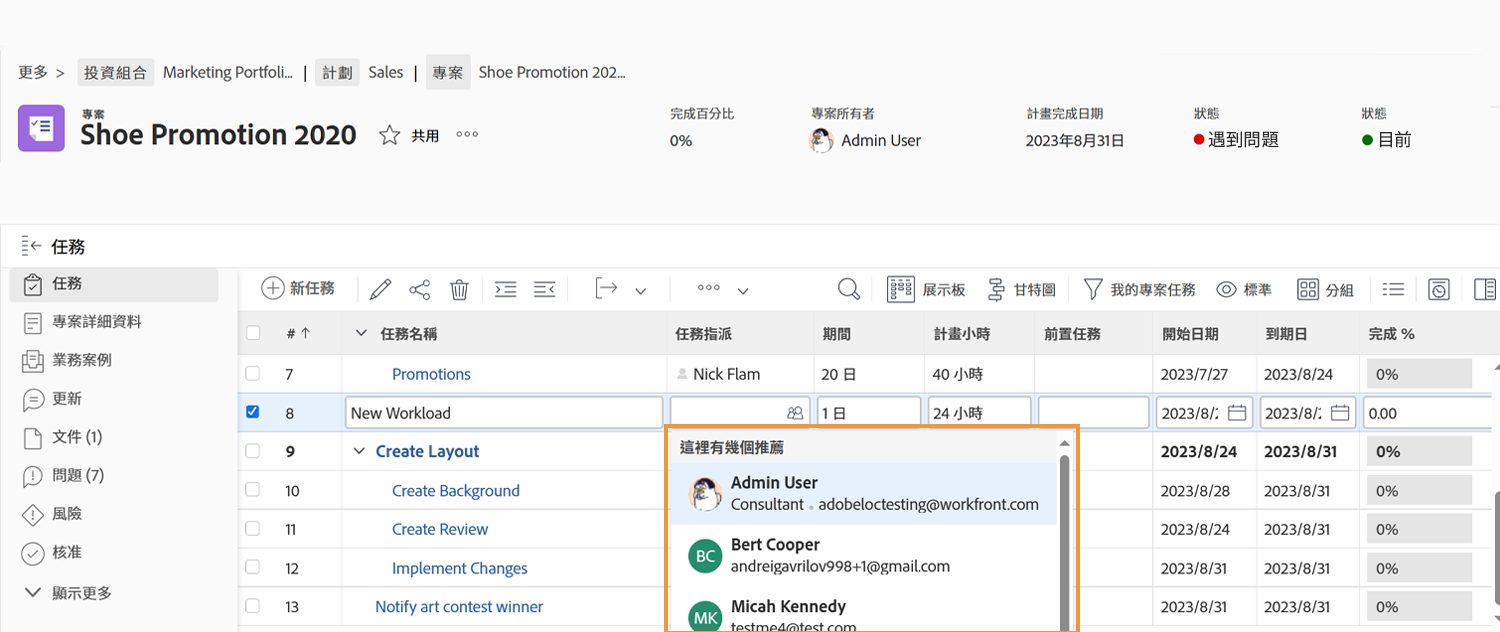 更多 > 投資組合 Marketing Portfoli... | 計劃 Sales | 專案 Shoe Promotion 202...
專案
Shoe Promotion 2020 共用
完成百分比 專案所有者 計畫完成日期 狀態 狀態
0% Admin User 2023年8月31日 遇到問題 目前
任務
任務
專案詳細資料
業務案例
更新
文件 (1)
問題 (7)
風險
核准
顯示更多
新任務 展示板 甘特圖 我的專案任務 標準 分組
# ↑ 任務名稱 任務指派 期間 計畫小時 前置任務 開始日期 到期日 完成 %
7 Promotions Nick Flam 20 日 40 小時 2023/7/27 2023/8/24 0%
8 New Workload 1 日 24 小時 2023/8/ 2023/8/ 0.00
9 Create Layout 2023/8/24 2023/8/31 0%
10 Create Background 2023/8/28 2023/8/31 0%
11 Create Review 2023/8/24 2023/8/31 0%
12 Implement Changes 2023/8/31 2023/8/31 0%
13 Notify art contest winner 2023/8/31 2023/8/31 0%
這裡有幾個推薦
Admin User
Consultant • adobeloctesting@workfront.com
BC Bert Cooper
andreigavrilov998+1@gmail.com
MK Micah Kennedy
testme4@test.com